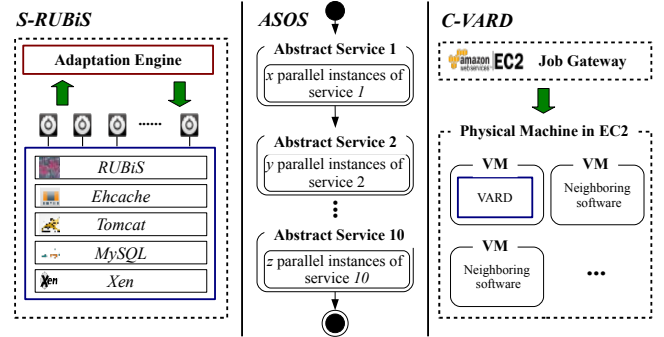 S-RUBiS
Adaptation Engine
RUBiS
Ehcache
Tomcat
MySQL
Xen
Xen
ASOS
Abstract Service 1
x parallel instances of
service 1
Abstract Service 2
y parallel instances of
service 2
Abstract Service 10
z parallel instances of
service 10
C-VARD
amazon
webservices
EC2
Job Gateway
Physical Machine in EC2
VM
VARD
VM
Neighboring
software
VM
Neighboring
software